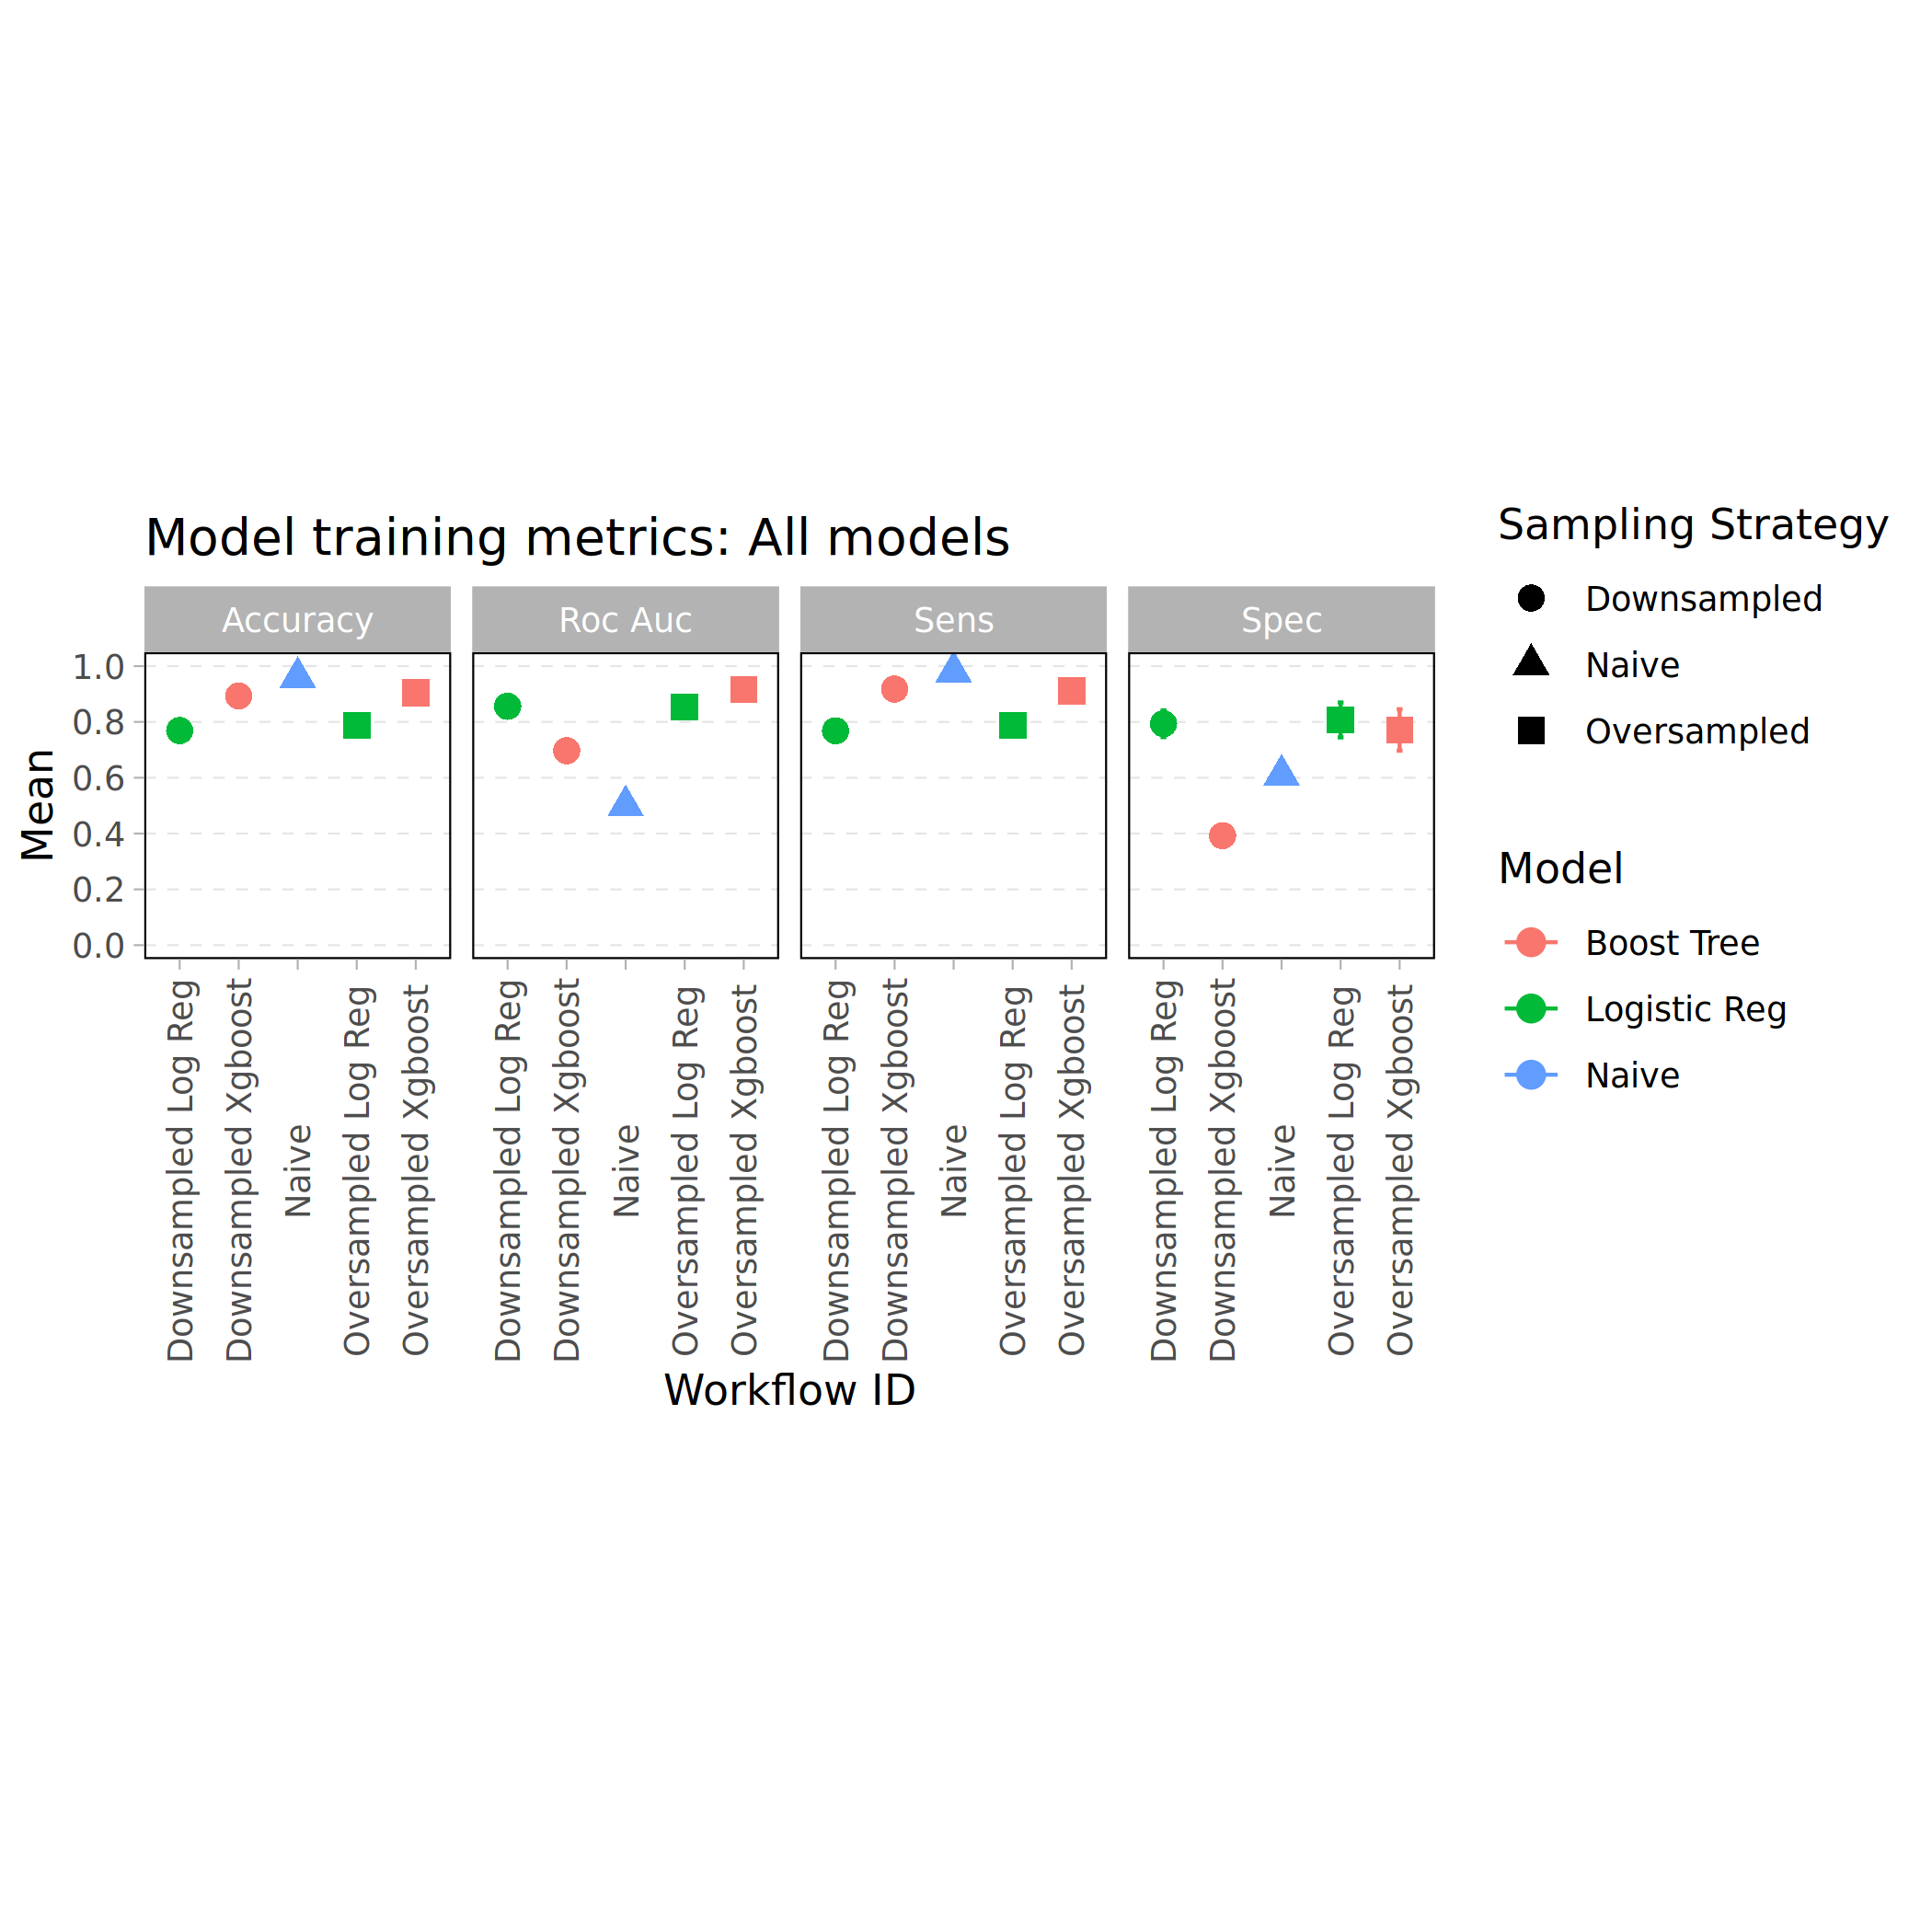 Model training metrics: All models
Accuracy
Roc Auc
Sens
Spec
Mean
1.0
0.8
0.6
0.4
0.2
0.0
Downsampled Log Reg
Downsampled Xgboost
Naive
Oversampled Log Reg
Oversampled Xgboost
Downsampled Log Reg
Downsampled Xgboost
Naive
Oversampled Log Reg
Oversampled Xgboost
Downsampled Log Reg
Downsampled Xgboost
Naive
Oversampled Log Reg
Oversampled Xgboost
Downsampled Log Reg
Downsampled Xgboost
Naive
Oversampled Log Reg
Oversampled Xgboost
Workflow ID
Sampling Strategy
Downsampled
Naive
Oversampled
Model
Boost Tree
Logistic Reg
Naive